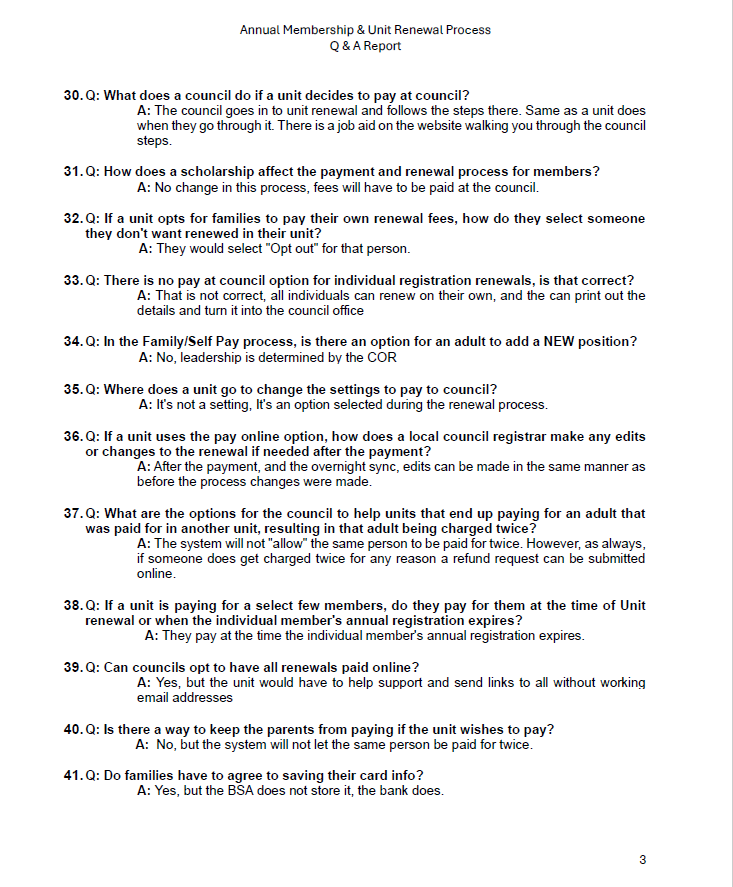 Annual Membership & Unit Renewal Process
Q & A Report
30. Q: What does a council do if a unit decides to pay at council?
A: The council goes in to unit renewal and follows the steps there. Same as a unit does
when they go through it. There is a job aid on the website walking you through the council
steps.
31. Q: How does a scholarship affect the payment and renewal process for members?
A: No change in this process, fees will have to be paid at the council.
32. Q: If a unit opts for families to pay their own renewal fees, how do they select someone
they don't want renewed in their unit?
A: They would select "Opt out" for that person.
33. Q: There is no pay at council option for individual registration renewals, is that correct?
A: That is not correct, all individuals can renew on their own, and the can print out the
details and turn it into the council office
34. Q: In the Family/Self Pay process, is there an option for an adult to add a NEW position?
A: No, leadership is determined by the COR
35. Q: Where does a unit go to change the settings to pay to council?
A: It's not a setting, It's an option selected during the renewal process.
36. Q: If a unit uses the pay online option, how does a local council registrar make any edits
or changes to the renewal if needed after the payment?
A: After the payment, and the overnight sync, edits can be made in the same manner as
before the process changes were made.
37. Q: What are the options for the council to help units that end up paying for an adult that
was paid for in another unit, resulting in that adult being charged twice?
A: The system will not "allow" the same person to be paid for twice. However, as always,
if someone does get charged twice for any reason a refund request can be submitted
online.
38. Q: If a unit is paying for a select few members, do they pay for them at the time of Unit
renewal or when the individual member's annual registration expires?
A: They pay at the time the individual member's annual registration expires.
39. Q: Can councils opt to have all renewals paid online?
A: Yes, but the unit would have to help support and send links to all without working
email addresses
40. Q: Is there a way to keep the parents from paying if the unit wishes to pay?
A: No, but the system will not let the same person be paid for twice.
41. Q: Do families have to agree to saving their card info?
A: Yes, but the BSA does not store it, the bank does.
3